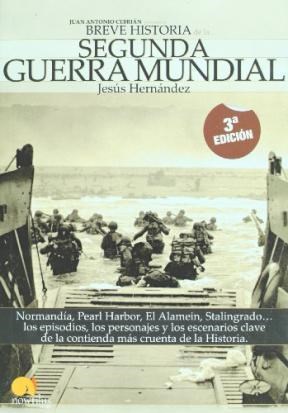 JUAN ANTONIO CEBRIÁN
BREVE HISTORIA de la...
SEGUNDA
GUERRA MUNDIAL
Jesús Hernández
3ª
EDICIÓN
Normandía, Pearl Harbor, El Alamein, Stalingrado...
los episodios, los personajes y los escenarios clave
de la contienda más cruenta de la Historia.
nowtilus